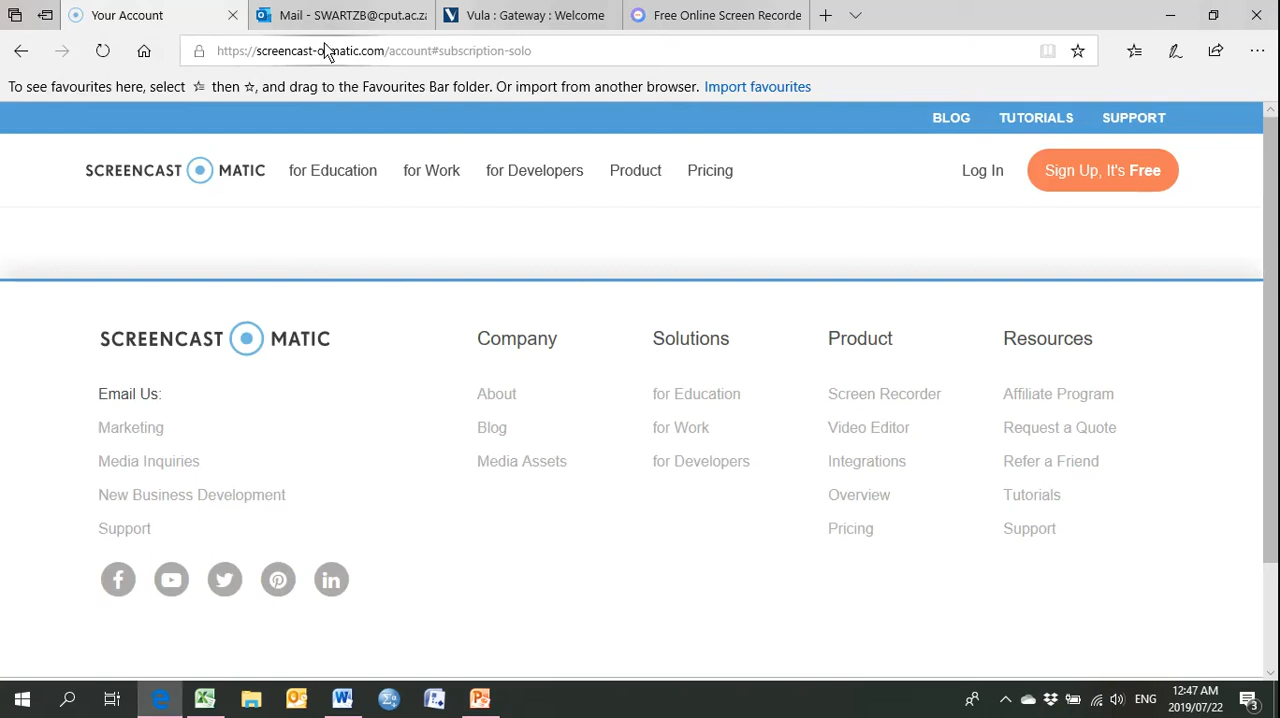 Your Account
Mail - SWARTZB@cput.ac.za
Vula : Gateway : Welcome
Free Online Screen Recorde
https://screencast-o-matic.com/account#subscription-solo
To see favourites here, select then, and drag to the Favourites Bar folder. Or import from another browser. Import favourites
BLOG TUTORIALS SUPPORT
SCREENCAST MATIC for Education for Work for Developers Product Pricing Log In Sign Up, It's Free
SCREENCAST MATIC Company Solutions Product Resources
Email Us: About for Education Screen Recorder Affiliate Program
Marketing Blog for Work Video Editor Request a Quote
Media Inquiries Media Assets for Developers Integrations Refer a Friend
New Business Development Overview Tutorials
Support Pricing Support
ENG
12:47 AM
2019/07/22
3